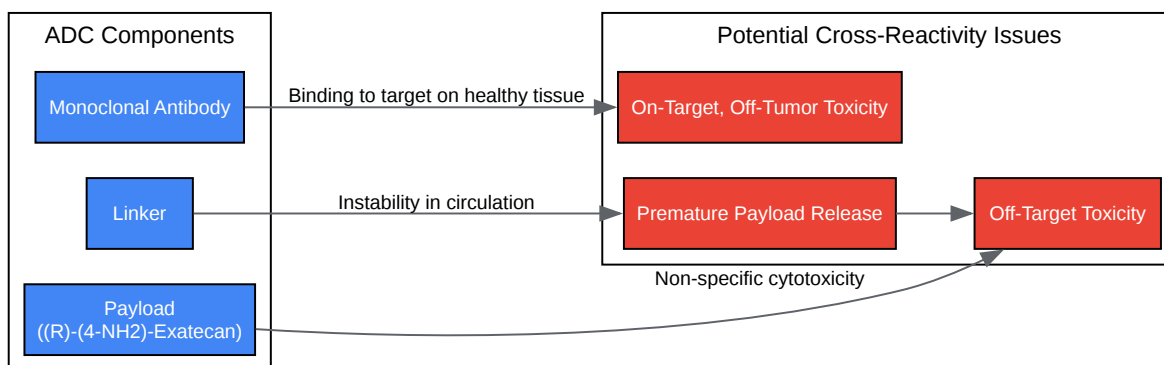 ADC Components
Potential Cross-Reactivity Issues
Monoclonal Antibody
Binding to target on healthy tissue
On-Target, Off-Tumor Toxicity
Linker
Instability in circulation
Premature Payload Release
Off-Target Toxicity
Non-specific cytotoxicity
Payload
((R)-(4-NH2)-Exatecan)